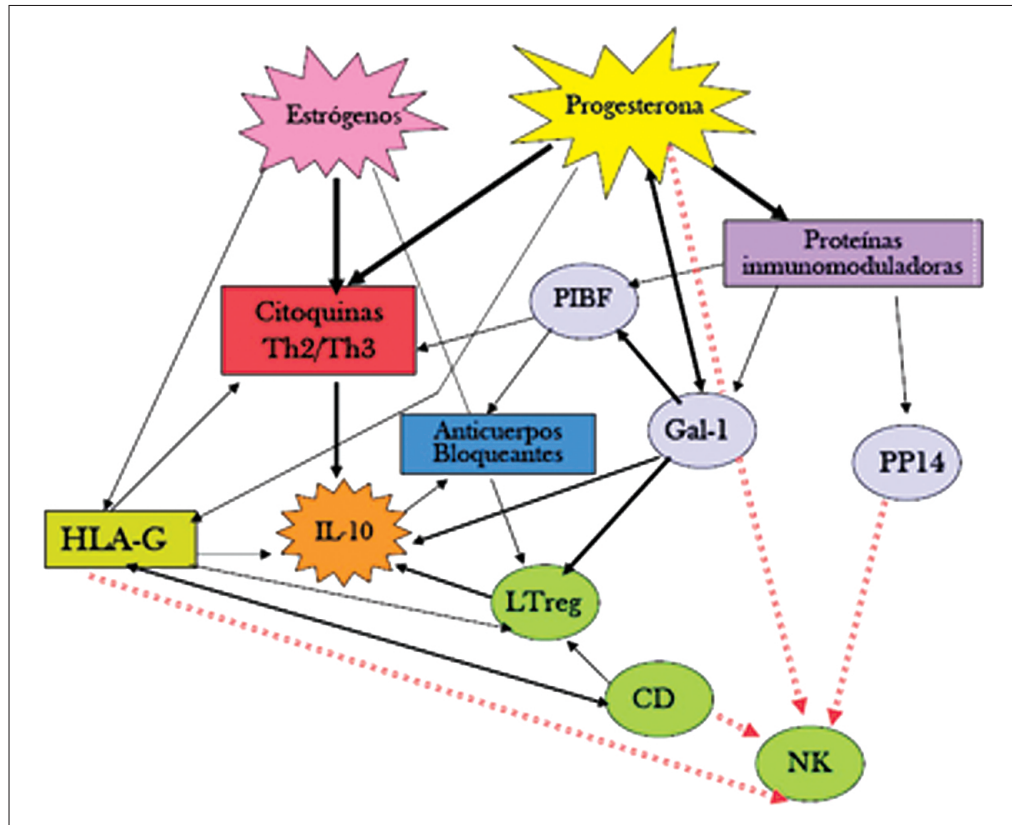 Estrógenos
Progesterona
Proteínas
inmunomoduladoras
PIBF
Citoquinas
Th2/Th3
Anticuerpos
Bloqueantes
Gal-1
PP14
HLA-G
IL-10
LTreg
CD
NK